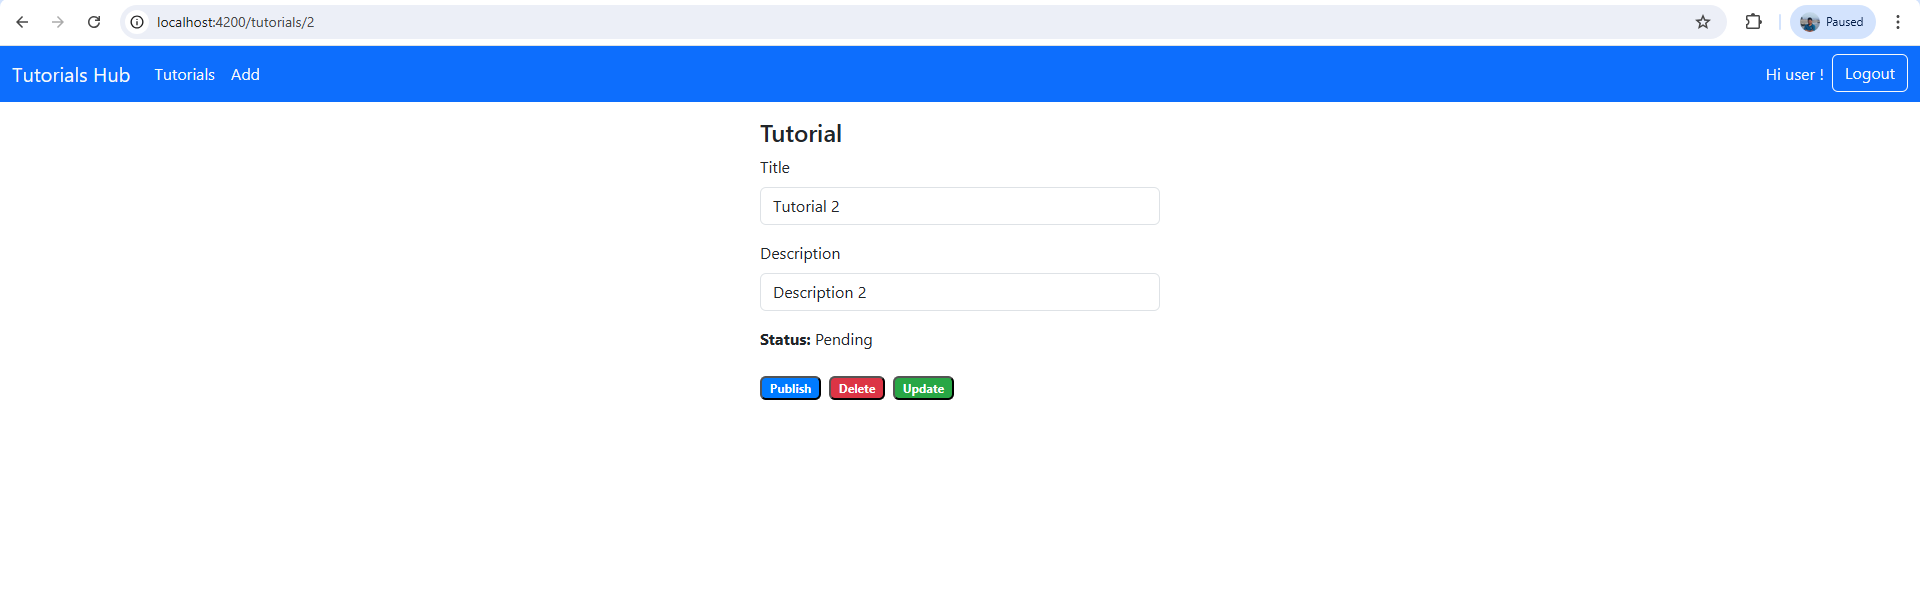 localhost:4200/tutorials/2
Paused
Tutorials Hub Tutorials Add Hi user ! Logout
Tutorial
Title
Tutorial 2
Description
Description 2
Status: Pending
Publish Delete Update